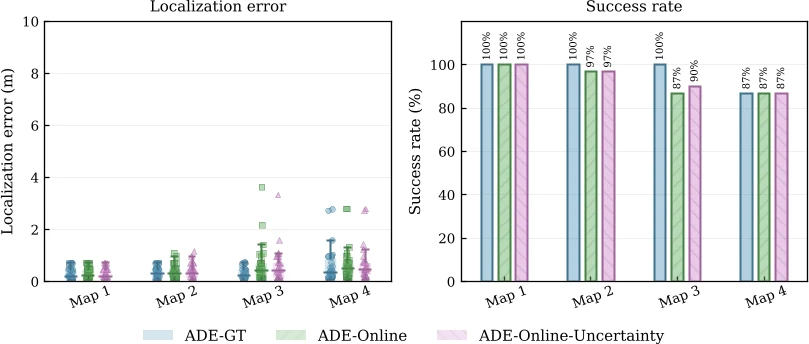 Localization error
Success rate
Localization error (m)
10
8
6
4
2
0
Map 1
Map 2
Map 3
Map 4
Success rate (%)
100
80
60
40
20
0
100%
100%
100%
100%
97%
97%
100%
87%
90%
87%
87%
87%
Map 1
Map 2
Map 3
Map 4
ADE-GT
ADE-Online
ADE-Online-Uncertainty